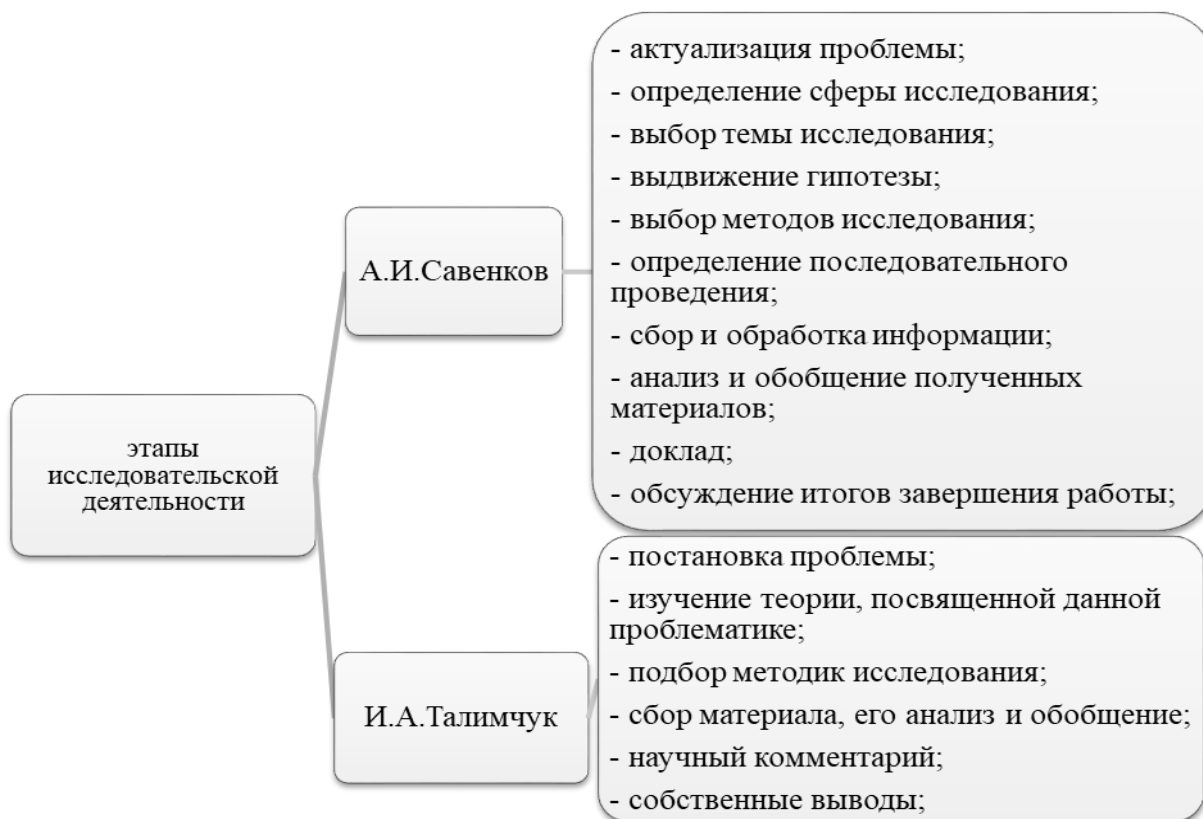 этапы
исследовательской
деятельности
А.И.Савенков
- актуализация проблемы;
- определение сферы исследования;
- выбор темы исследования;
- выдвижение гипотезы;
- выбор методов исследования;
- определение последовательного
проведения;
- сбор и обработка информации;
- анализ и обобщение полученных
материалов;
- доклад;
- обсуждение итогов завершения работы;
И.А.Талимчук
- постановка проблемы;
- изучение теории, посвященной данной
проблематике;
- подбор методик исследования;
- сбор материала, его анализ и обобщение;
- научный комментарий;
- собственные выводы;